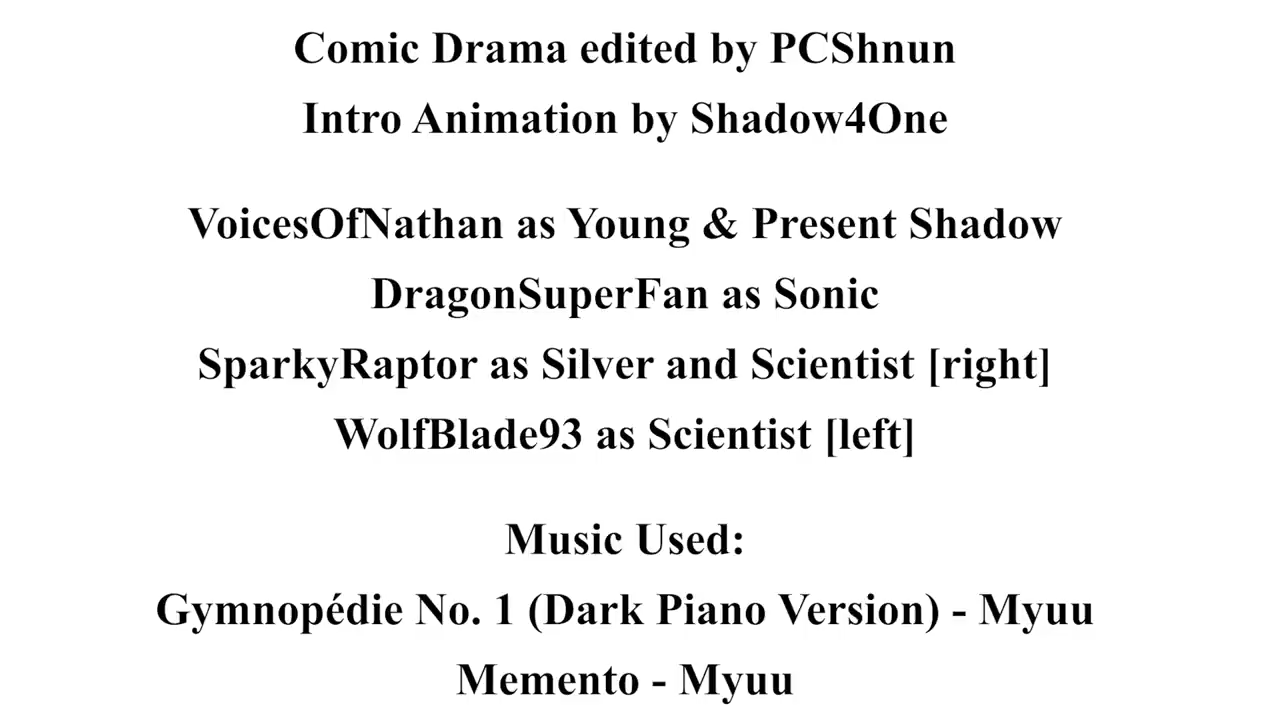 Comic Drama edited by PCShnun
Intro Animation by Shadow4One
VoicesOfNathan as Young & Present Shadow
DragonSuperFan as Sonic
SparkyRaptor as Silver and Scientist [right]
WolfBlade93 as Scientist [left]
Music Used:
Gymnopédie No. 1 (Dark Piano Version) - Myuu
Memento - Myuu